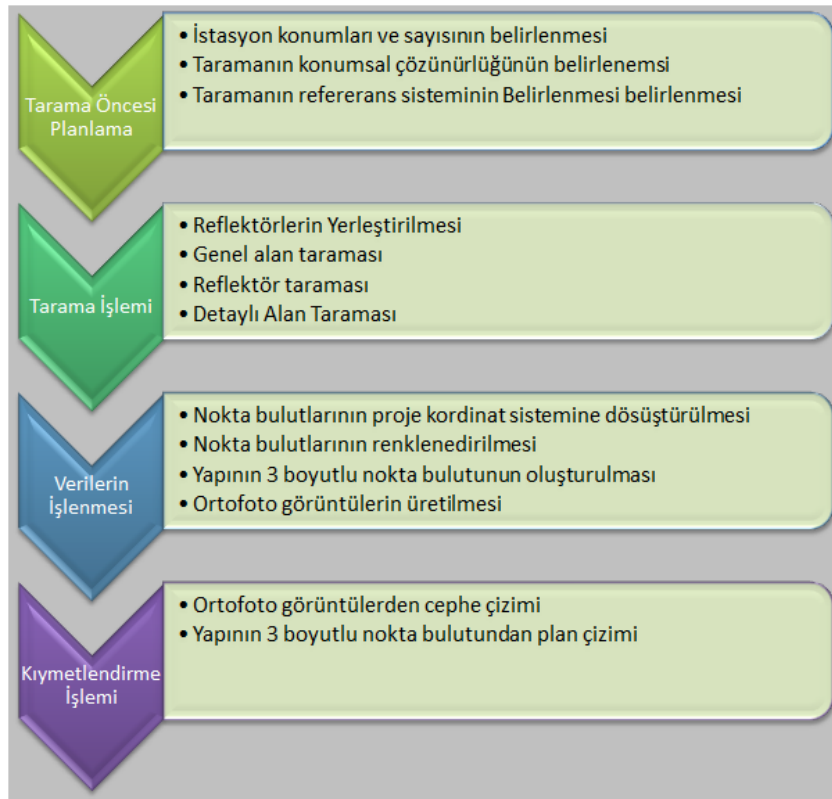 Tarama Öncesi
Planlama
• İstasyon konumları ve sayısının belirlenmesi
• Taramanın konumsal çözünürlüğünün belirlenemsi
• Taramanın refererans sisteminin Belirlenmesi belirlenmesi
Tarama İşlemi
• Reflektörlerin Yerleştirilmesi
• Genel alan taraması
• Reflektör taraması
• Detaylı Alan Taraması
Verilerin
İşlenmesi
• Nokta bulutlarının proje kordinat sistemine dösüştürülmesi
• Nokta bulutlarının renklenedirilmesi
• Yapının 3 boyutlu nokta bulutunun oluşturulması
• Ortofoto görüntülerin üretilmesi
Kıymetlendirme
İşlemi
• Ortofoto görüntülerden cephe çizimi
• Yapının 3 boyutlu nokta bulutundan plan çizimi